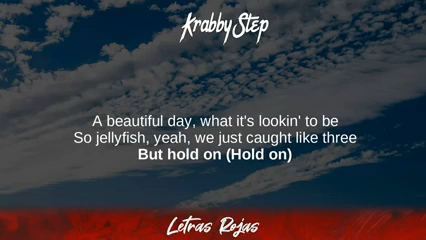 Krabby Step
A beautiful day, what it's lookin' to be
So jellyfish, yeah, we just caught like three
But hold on (Hold on)
Letras Rojas